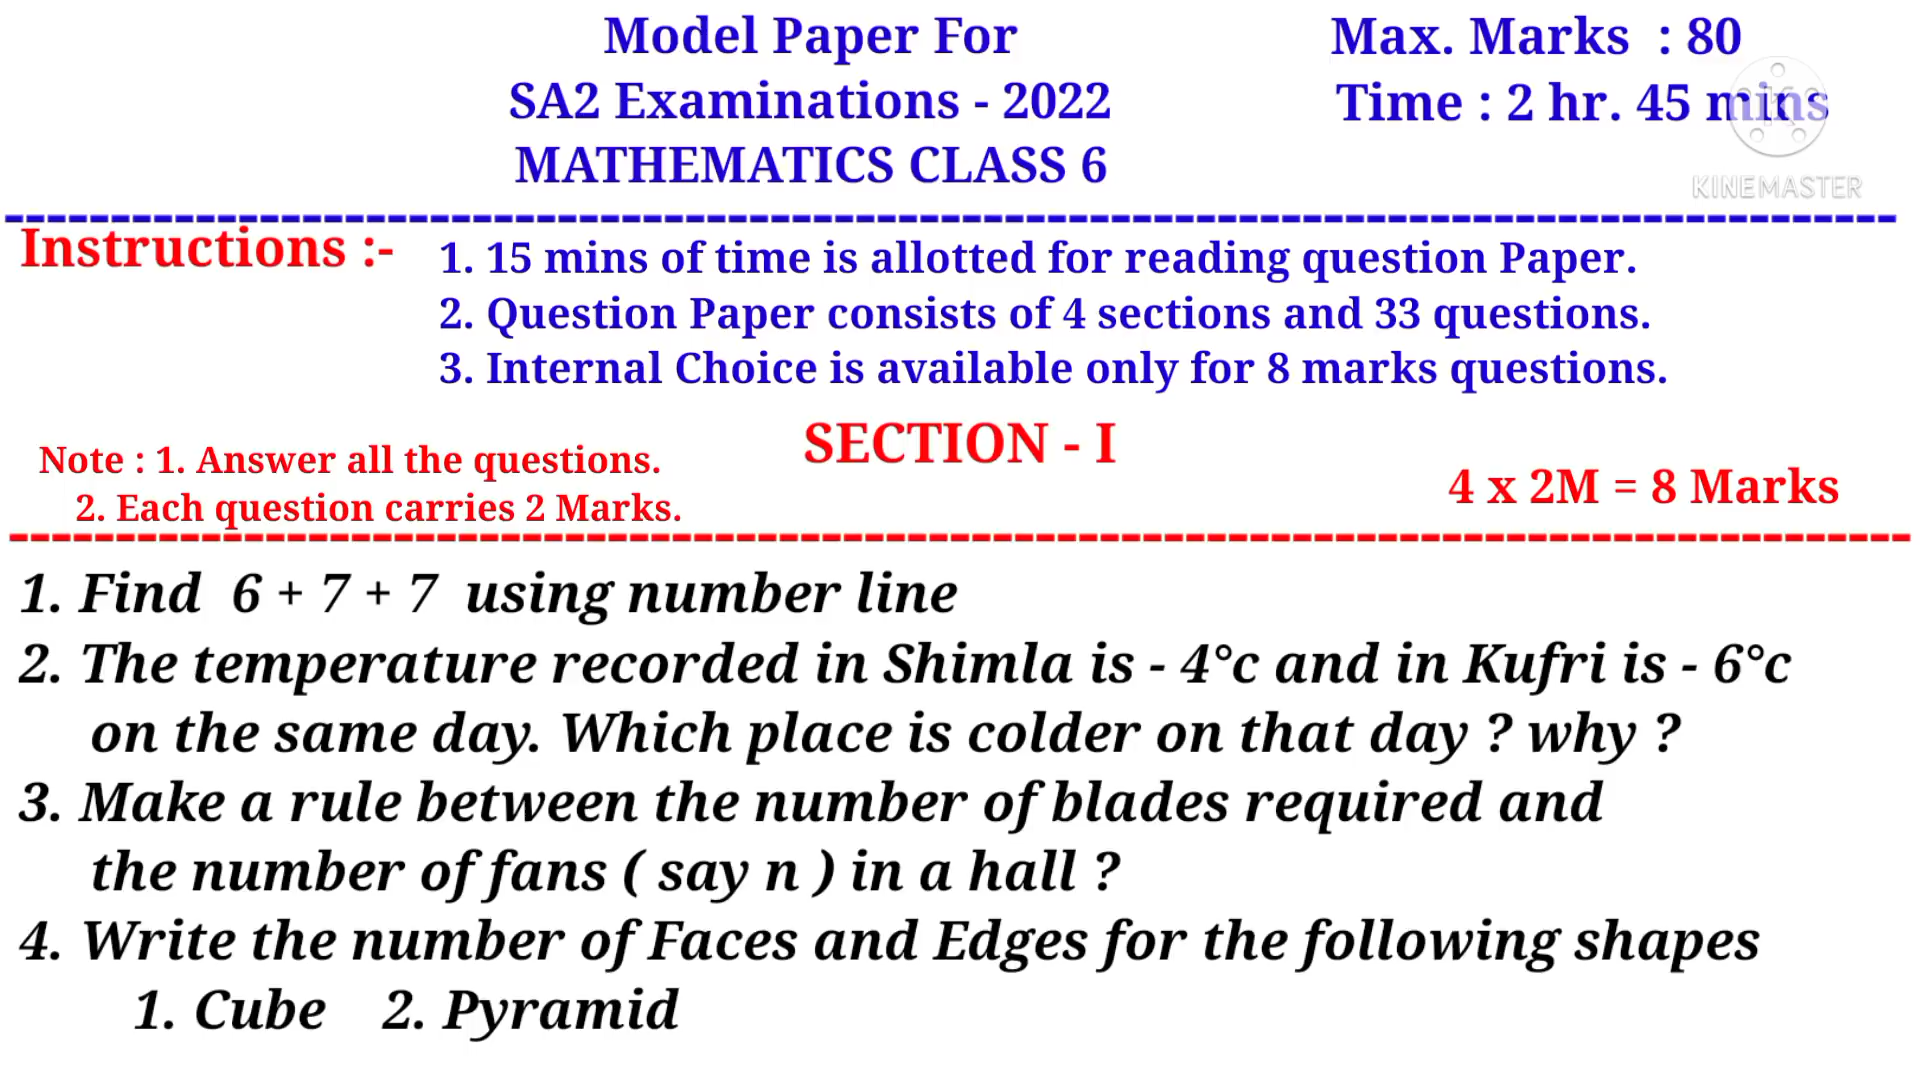 Model Paper For
Max. Marks : 80
SA2 Examinations - 2022
Time : 2 hr. 45 mins
MATHEMATICS CLASS 6
KINEMASTER
Instructions :-
1. 15 mins of time is allotted for reading question Paper.
2. Question Paper consists of 4 sections and 33 questions.
3. Internal Choice is available only for 8 marks questions.
SECTION - I
Note : 1. Answer all the questions.
2. Each question carries 2 Marks.
4 x 2M = 8 Marks
1. Find 6 + 7 + 7 using number line
2. The temperature recorded in Shimla is - 4°c and in Kufri is - 6°c
on the same day. Which place is colder on that day ? why ?
3. Make a rule between the number of blades required and
the number of fans ( say n ) in a hall ?
4. Write the number of Faces and Edges for the following shapes
1. Cube 2. Pyramid